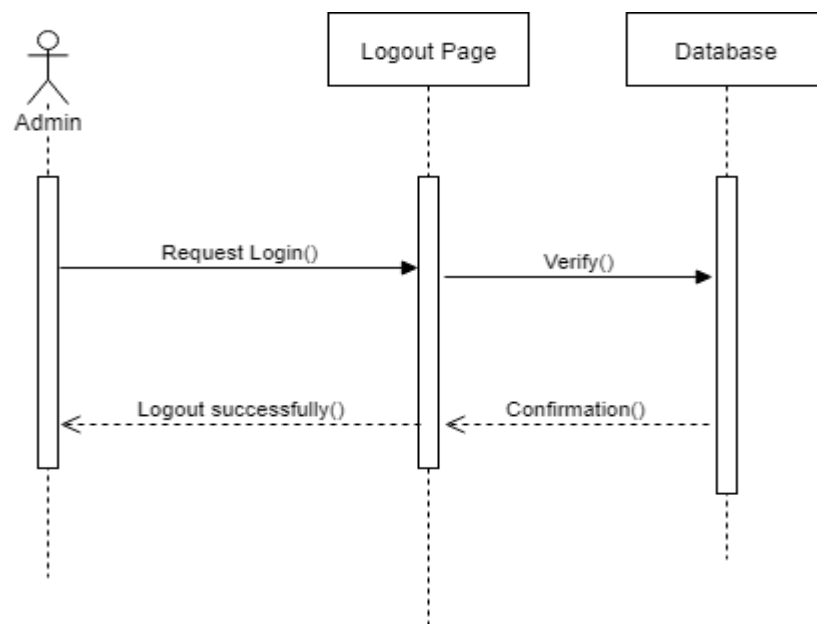 Logout Page
Database
Admin
Request Login()
Verify()
Logout successfully()
Confirmation()